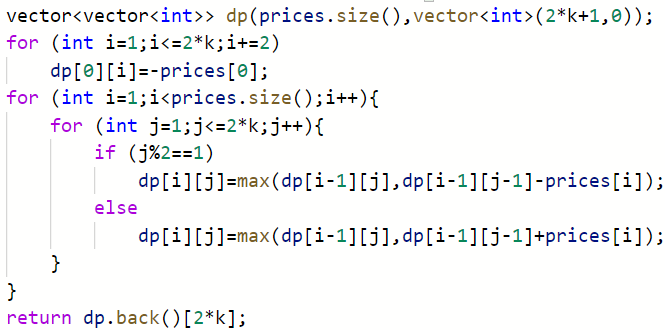 vector<vector<int>> dp(prices.size(),vector<int>(2*k+1,0));
for (int i=1;i<=2*k;i+=2)
    dp[0][i]=-prices[0];
for (int i=1;i<prices.size();i++){
    for (int j=1;j<=2*k;j++){
        if (j%2==1)
            dp[i][j]=max(dp[i-1][j],dp[i-1][j-1]-prices[i]);
        else
            dp[i][j]=max(dp[i-1][j],dp[i-1][j-1]+prices[i]);
    }
}
return dp.back()[2*k];